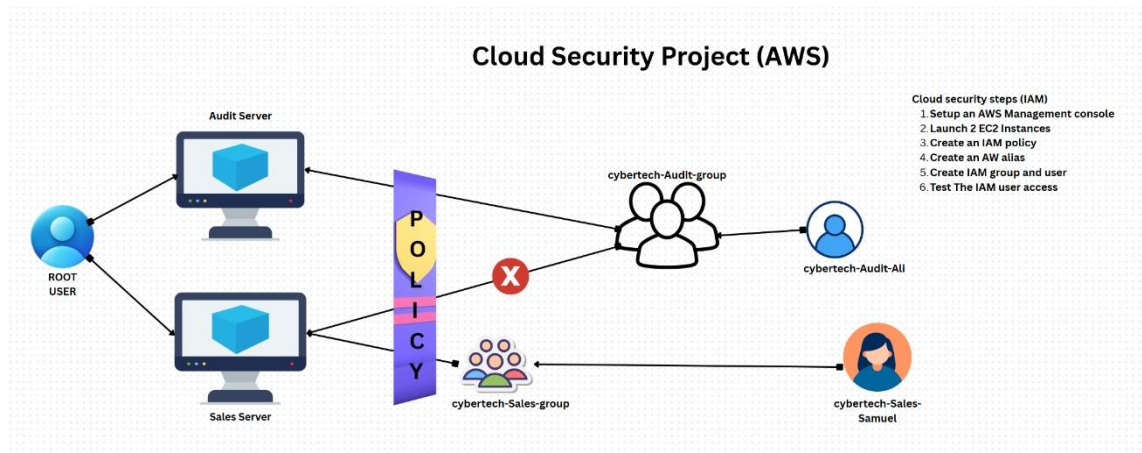 Cloud Security Project (AWS)
Cloud security steps (IAM)
1. Setup an AWS Management console
2. Launch 2 EC2 Instances
3. Create an IAM policy
4. Create an AW alias
5. Create IAM group and user
6. Test The IAM user access
Audit Server
ROOT
USER
Sales Server
P
O
L
I
C
Y
X
cybertech-Audit-group
cybertech-Audit-Ali
cybertech-Sales-group
cybertech-Sales-
Samuel